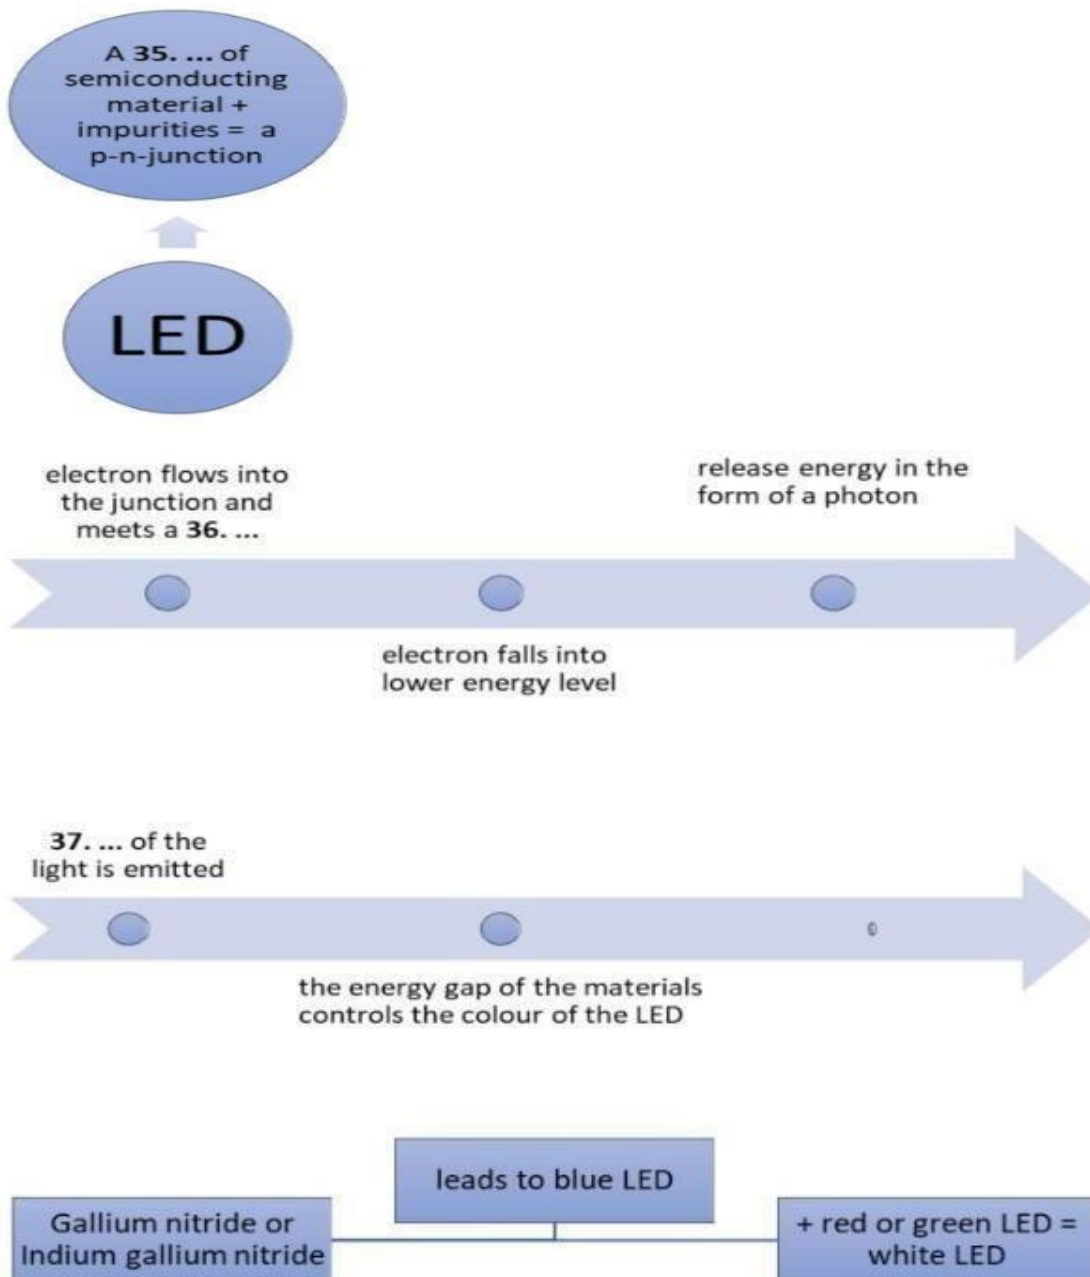 A 35. ... of
semiconducting
material +
impurities = a
p-n-junction
LED
electron flows into
the junction and
meets a 36. ...
release energy in the
form of a photon
electron falls into
lower energy level
37. ... of the
light is emitted
the energy gap of the materials
controls the colour of the LED
leads to blue LED
Gallium nitride or
Indium gallium nitride
+ red or green LED =
white LED